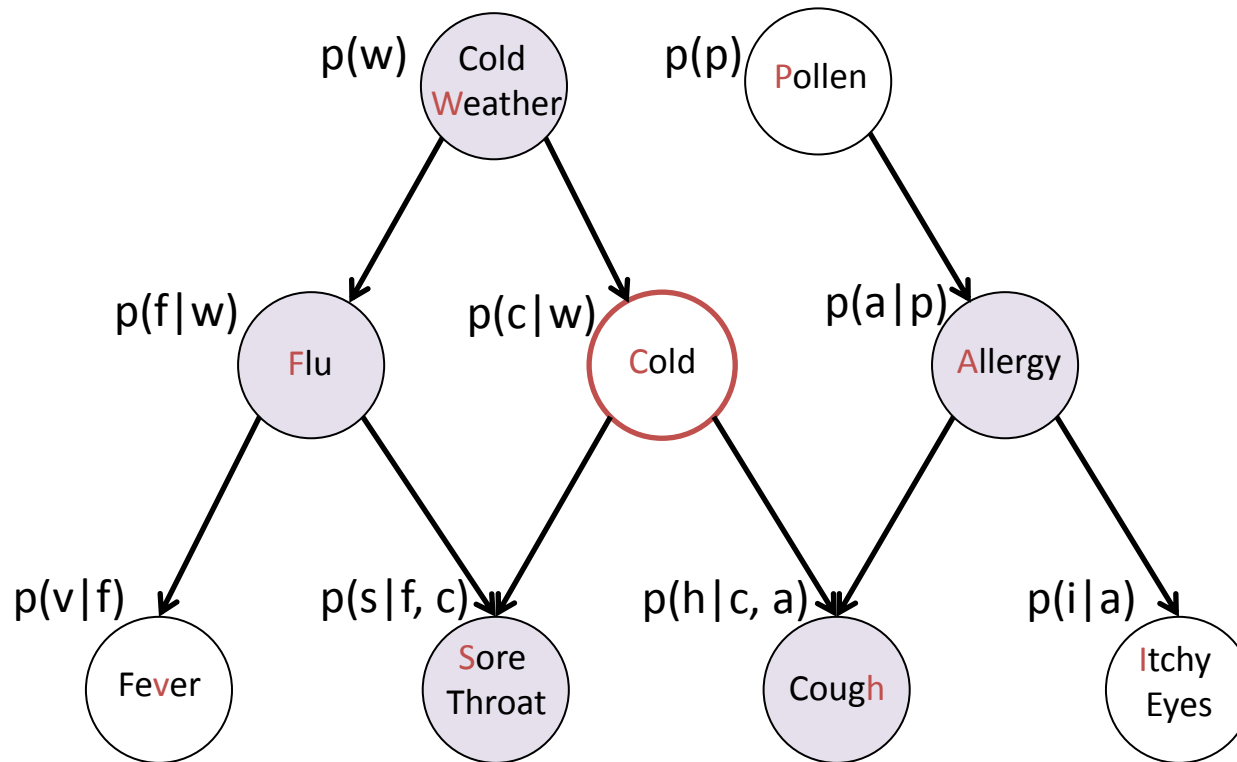 p(w)
Cold
Weather
p(p)
Pollen
p(f|w)
Flu
p(c|w)
Cold
p(a|p)
Allergy
p(v|f)
Fever
p(s|f, c)
Sore
Throat
p(h|c, a)
Cough
p(i|a)
Itchy
Eyes